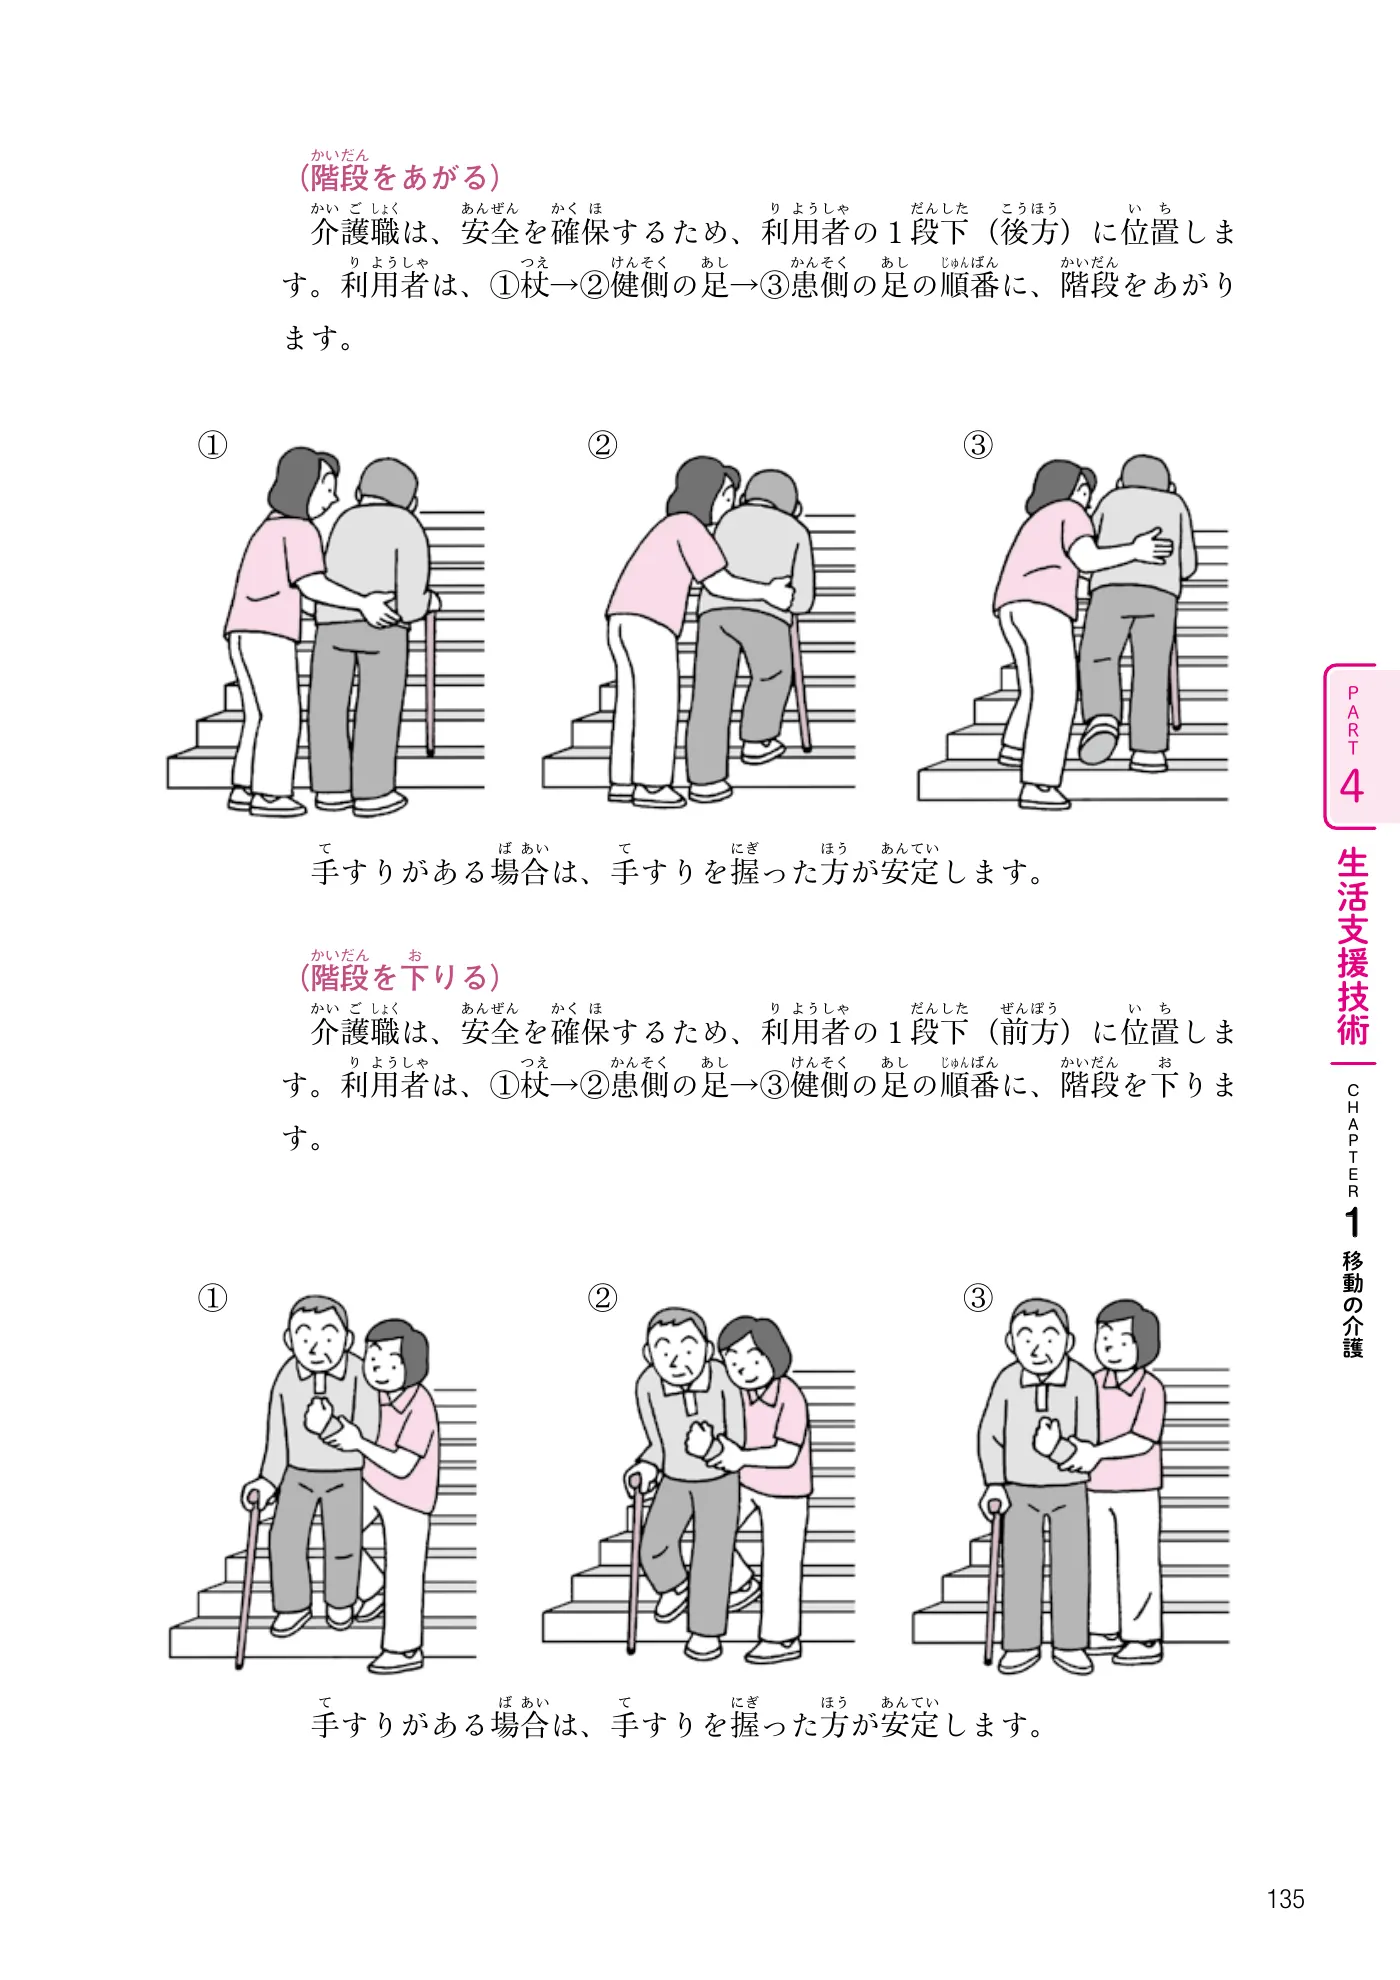 （階段をあがる）
介護職は、安全を確保するため、利用者の１段下（後方）に位置しま
す。利用者は、①杖→②健側の足→③患側の足の順番に、階段をあがり
ます。
①
②
③
手すりがある場合は、手すりを握った方が安定します。
（階段を下りる）
介護職は、安全を確保するため、利用者の１段下（前方）に位置しま
す。利用者は、①杖→②患側の足→③健側の足の順番に、階段を下りま
す。
①
②
③
手すりがある場合は、手すりを握った方が安定します。
PART 4 生活支援技術
CHAPTER 1 移動の介護
135